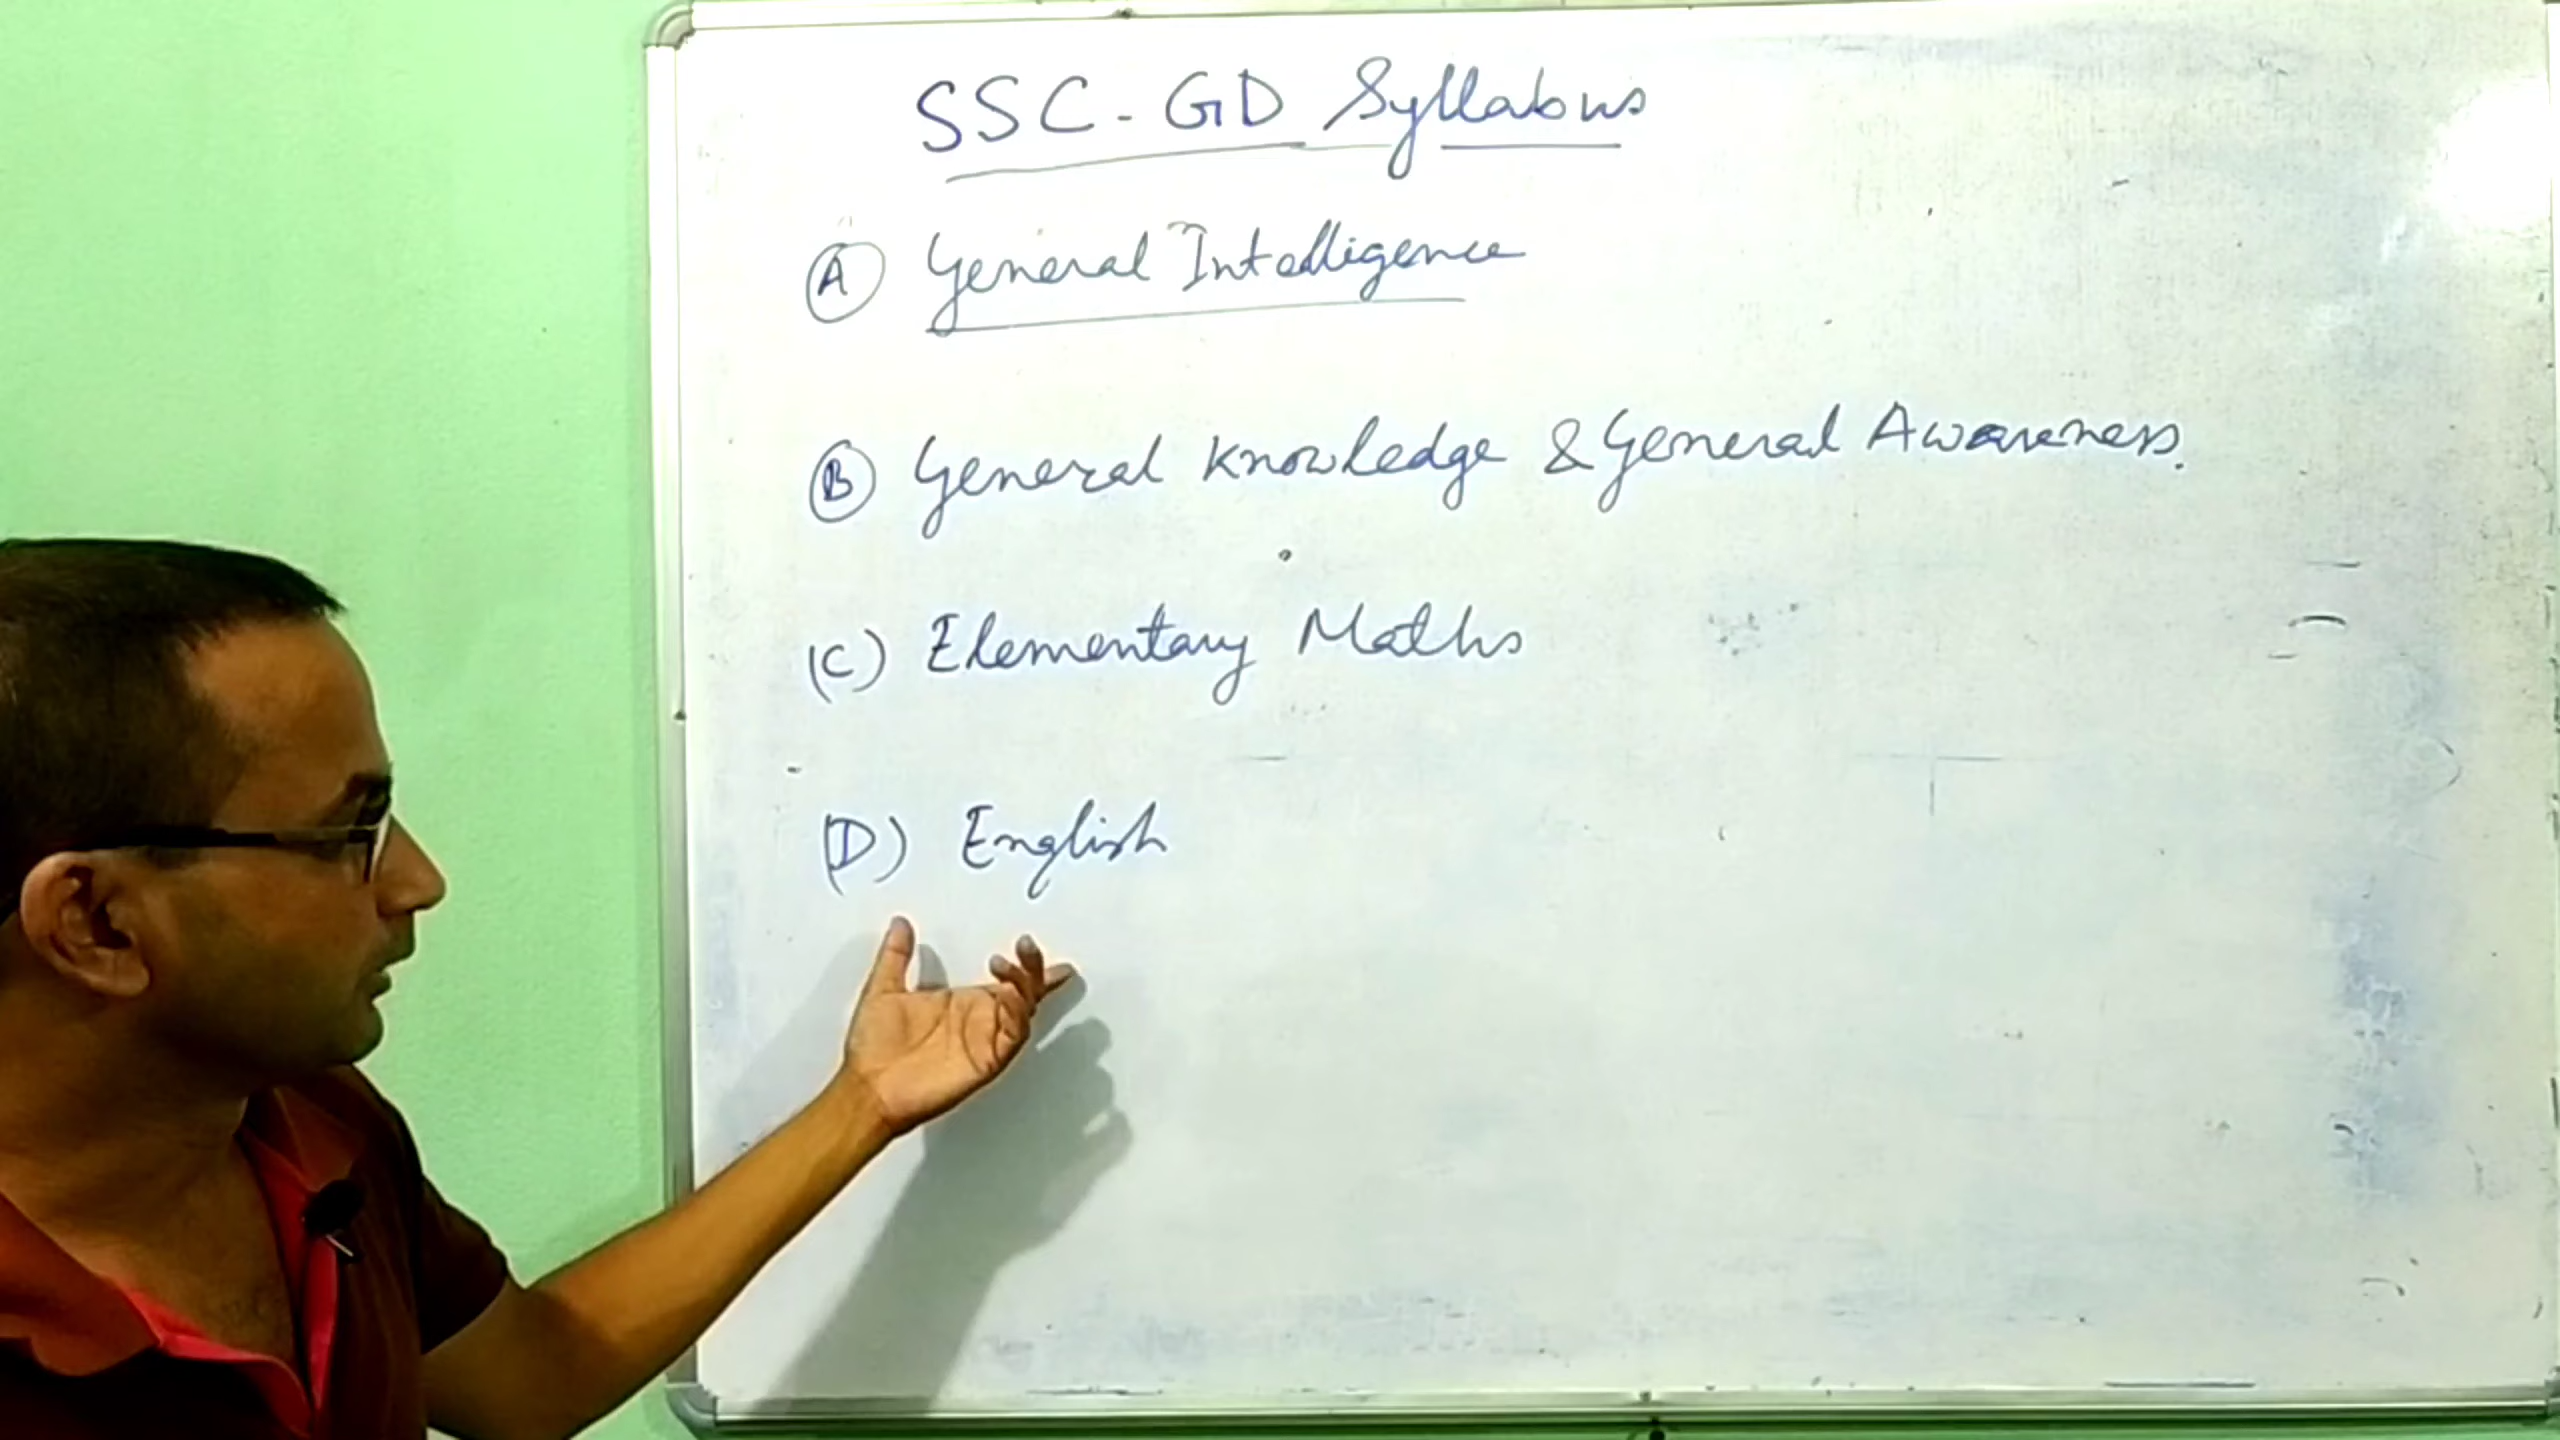 SSC - GD Syllabus
(A) General Intelligence
(B) General Knowledge & General Awareness.
(C) Elementary Maths
(D) English